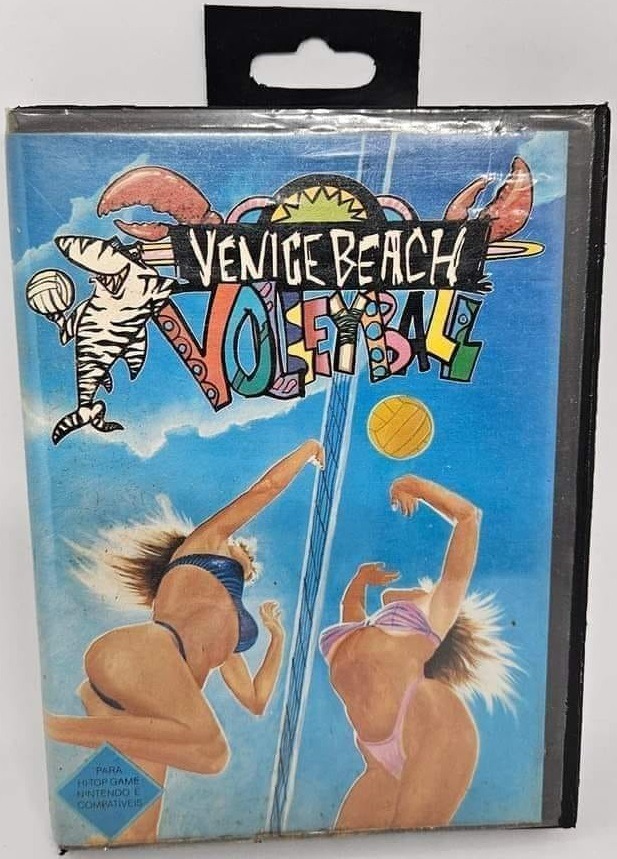 VENICE BEACH
VOLLEYBALL
PARA
HI-TOP GAME
NINTENDO E
COMPATÍVEIS